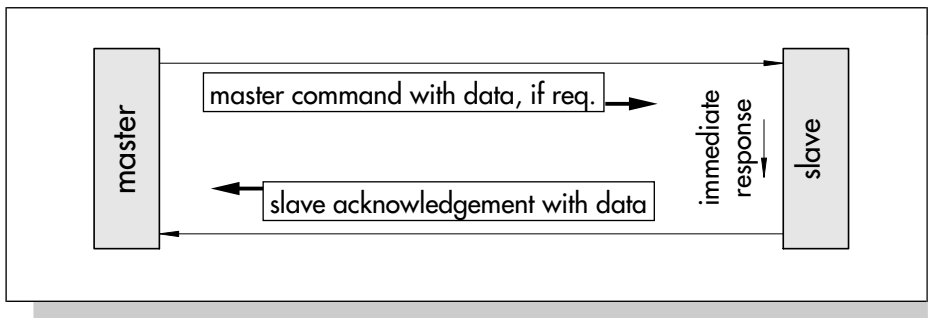 master
master command with data, if req.
immediate
response
slave
slave acknowledgement with data